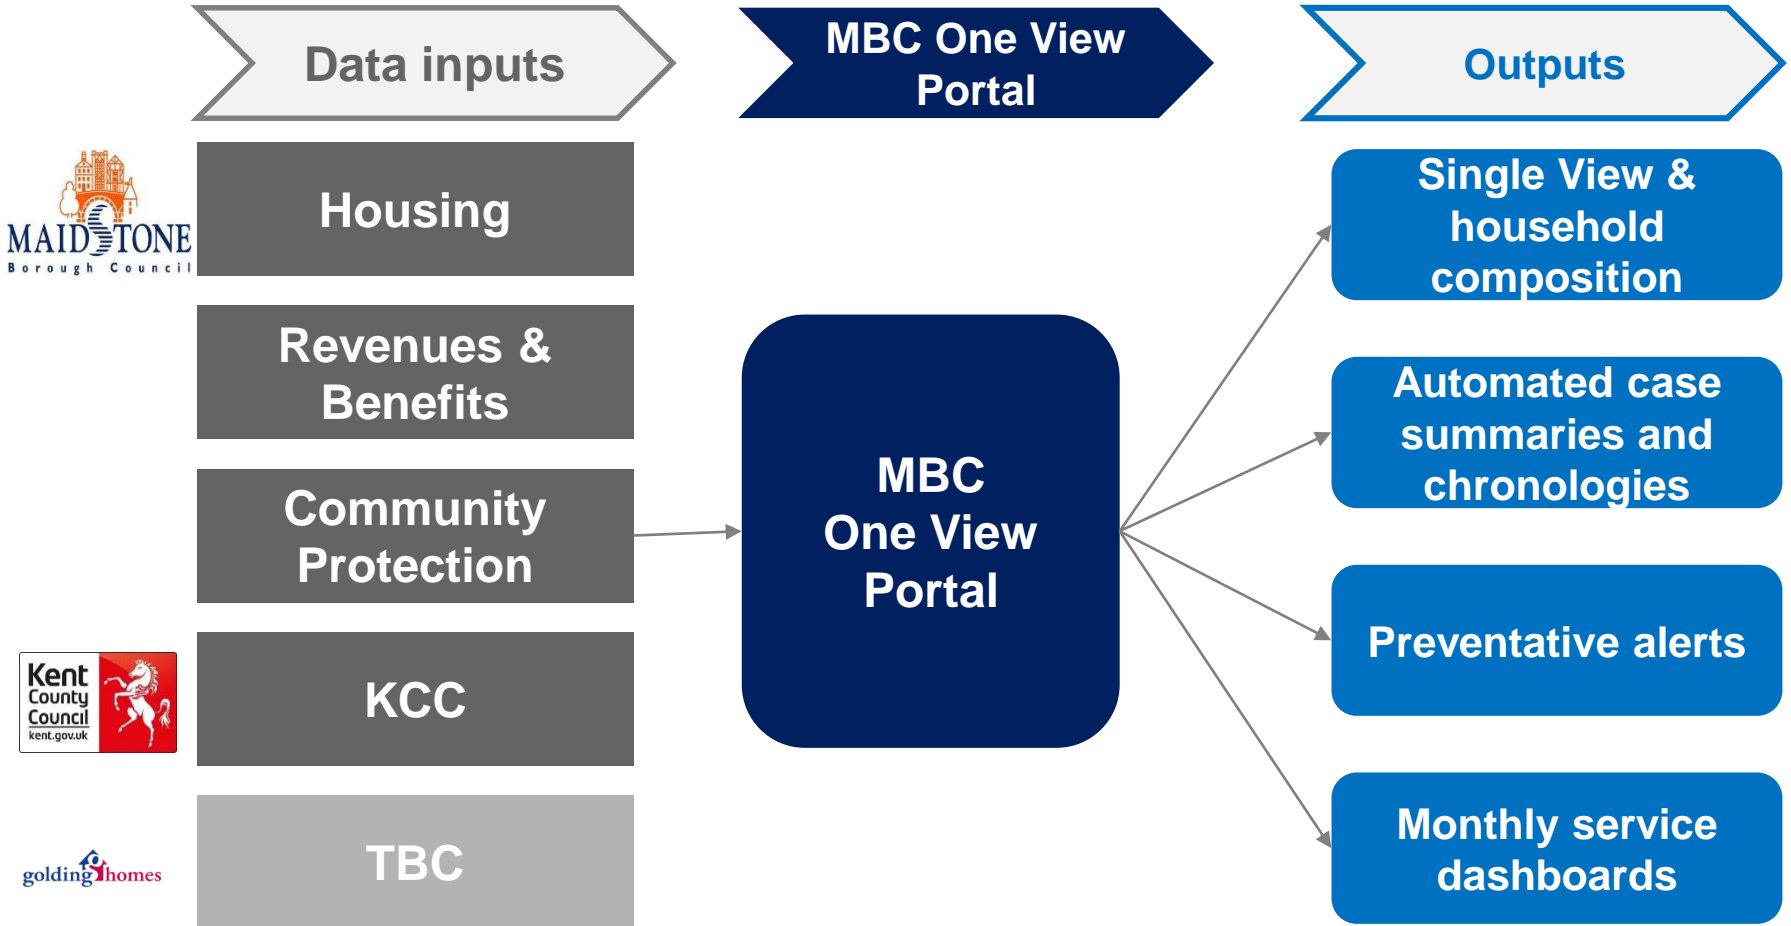 Data inputs
MBC One View
Portal
Outputs
MAIDSTONE
Borough Council
Housing
Revenues &
Benefits
Community
Protection
Kent
County
Council
kent.gov.uk
KCC
golding homes
TBC
MBC
One View
Portal
Single View &
household
composition
Automated case
summaries and
chronologies
Preventative alerts
Monthly service
dashboards